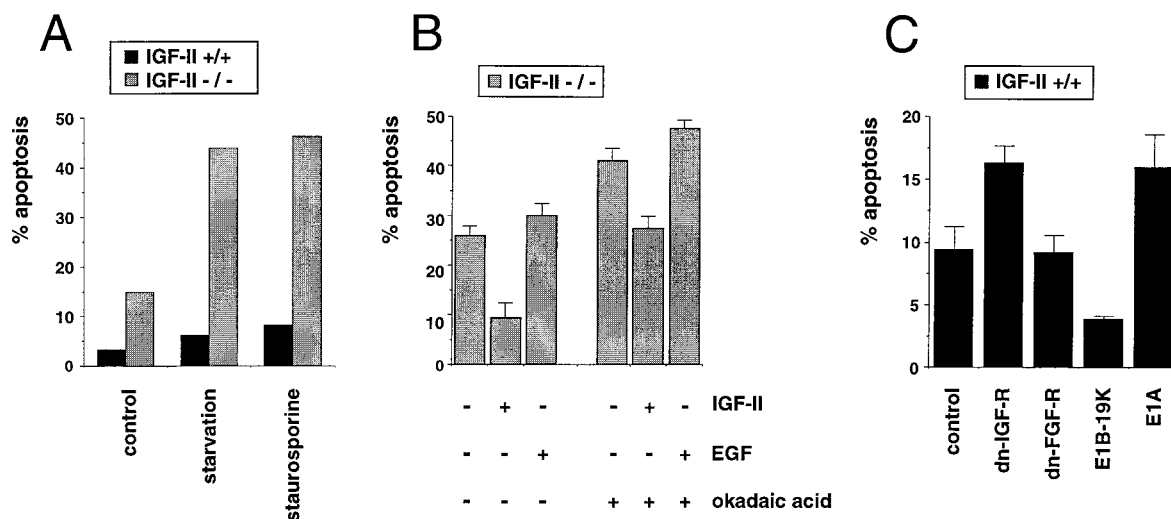 A
IGF-II +/+
IGF-II - / -
% apoptosis
50
40
30
20
10
0
control
starvation
staurosporine
B
IGF-II - / -
% apoptosis
50
40
30
20
10
0
- + - - + - IGF-II
- - + - - + EGF
- - - + + + okadaic acid
C
IGF-II +/+
% apoptosis
20
15
10
5
0
control
dn-IGF-R
dn-FGF-R
E1B-19K
E1A